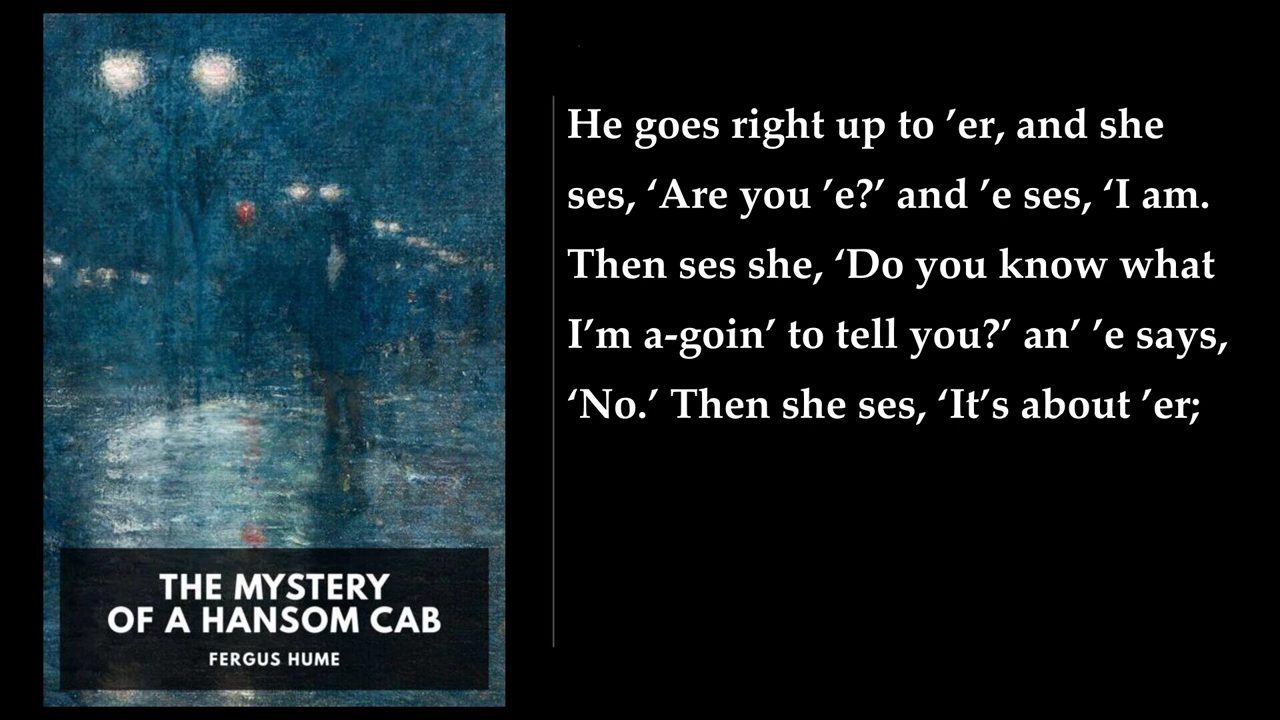 He goes right up to ’er, and she
ses, ‘Are you ’e?’ and ’e ses, ‘I am.
Then ses she, ‘Do you know what
I’m a-goin’ to tell you?’ an’ ’e says,
‘No.’ Then she ses, ‘It’s about ’er;
THE MYSTERY
OF A HANSOM CAB
FERGUS HUME